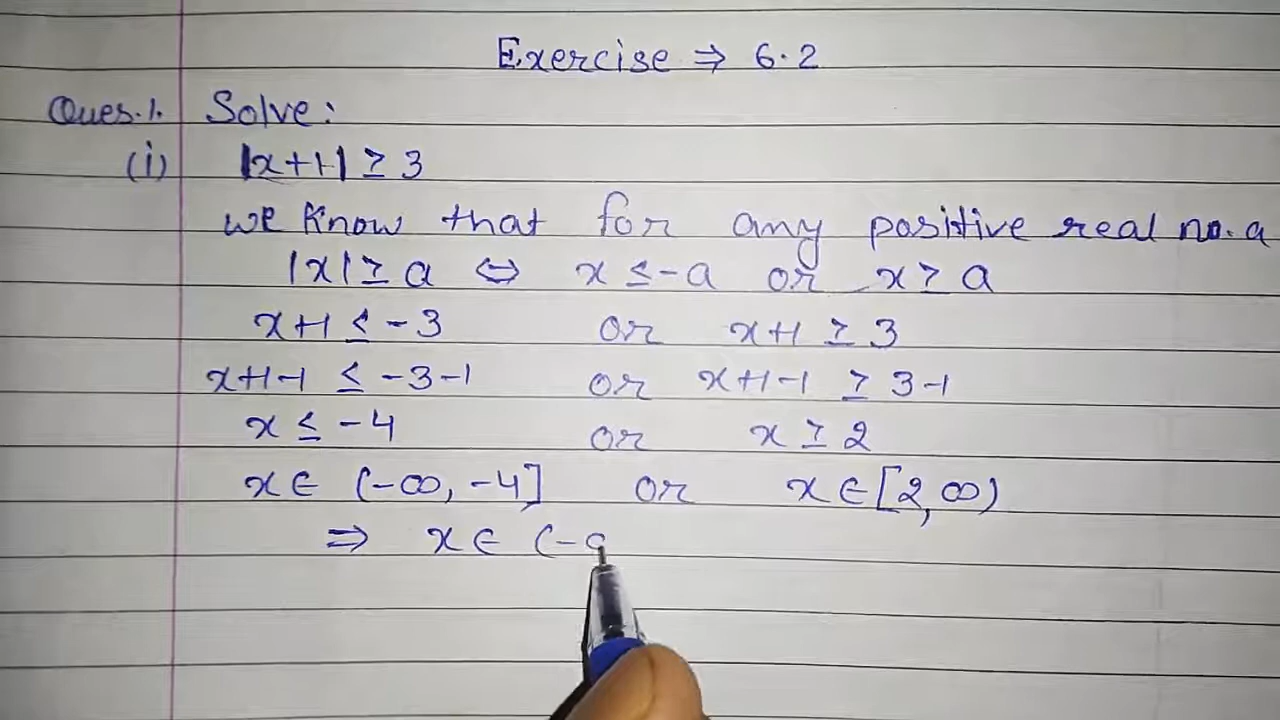 Exercise ⇒ 6.2
Ques.1. Solve:
(i) |x+1| ≥ 3
we know that for any positive real no. a
|x| ≥ a ⇔ x ≤ -a or x ≥ a
x+1 ≤ -3 or x+1 ≥ 3
x+1-1 ≤ -3-1 or x+1-1 ≥ 3-1
x ≤ -4 or x ≥ 2
x ∈ (-∞, -4] or x ∈ [2, ∞)
⇒ x ∈ (-